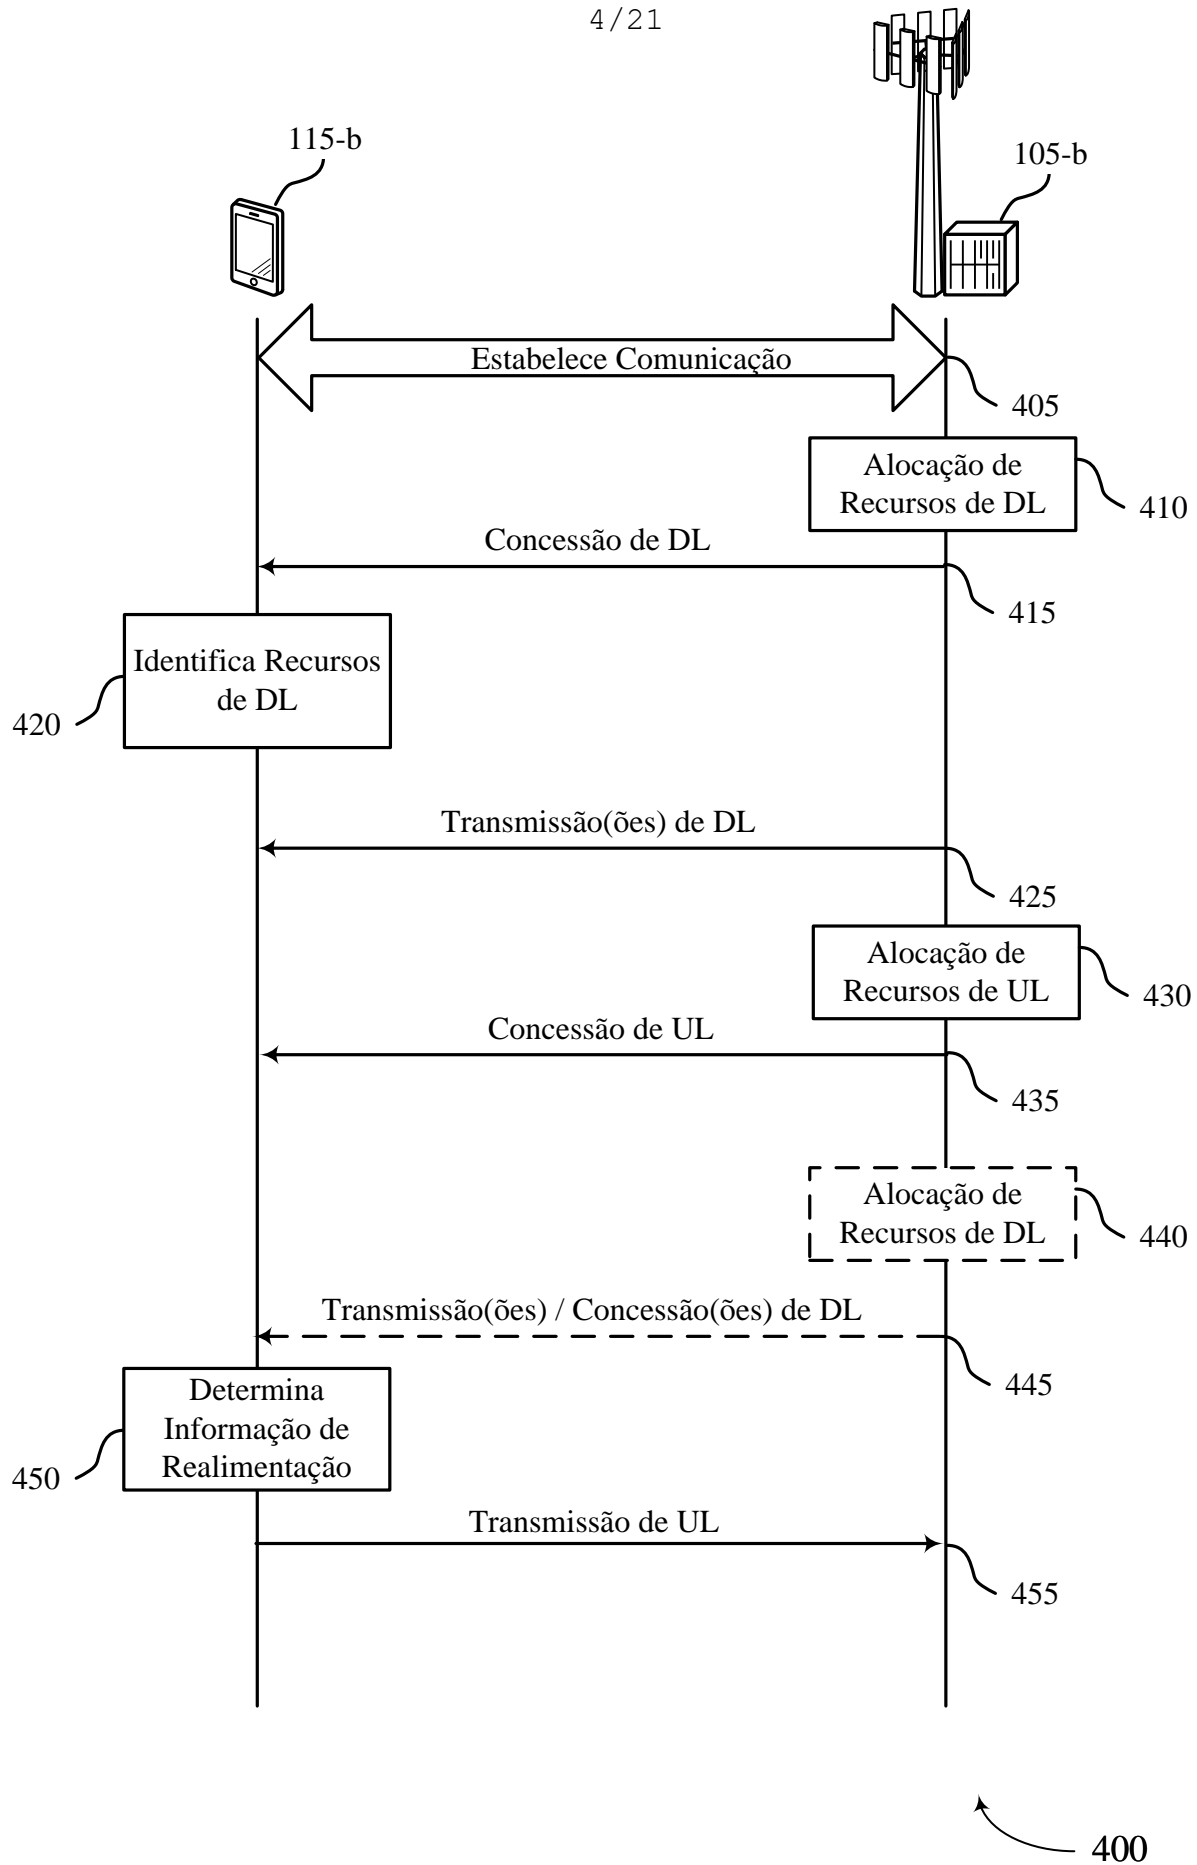 4/21
115-b
105-b
Estabelece Comunicação
405
Alocação de
Recursos de DL
410
Concessão de DL
415
Identifica Recursos
de DL
420
Transmissão(ões) de DL
425
Alocação de
Recursos de UL
430
Concessão de UL
435
Alocação de
Recursos de DL
440
Transmissão(ões) / Concessão(ões) de DL
445
Determina
Informação de
Realimentação
450
Transmissão de UL
455
400